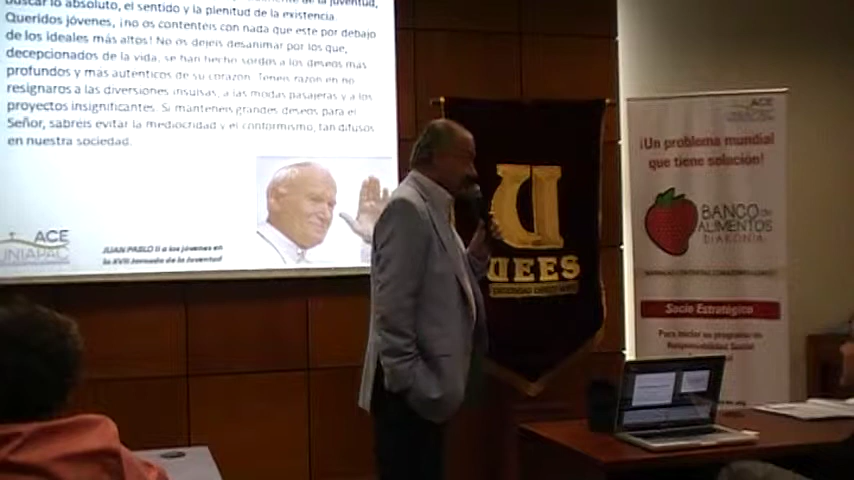 buscar lo absoluto, el sentido y la plenitud de la existencia.
Queridos jóvenes, ¡no os contentéis con nada que este por debajo
de los ideales más altos! No os dejéis desanimar por los que,
decepcionados de la vida, se han hecho sordos a los deseos más
profundos y más auténticos de su corazón. Tenéis razón en no
resignaros a las diversiones insulsas, a las modas pasajeras y a los
proyectos insignificantes. Si mantenéis grandes deseos para el
Señor, sabréis evitar la mediocridad y el conformismo, tan difusos
en nuestra sociedad.
ACE
UNIAPAC
JUAN PABLO II a los jóvenes en
la XVII Jornada de la Juventud
U
UEES
ACE
¡Un problema mundial
que tiene solución!
BANCO de
ALIMENTOS
DIAKONIA
Socio Estratégico
Para iniciar su programa de
Responsabilidad Social